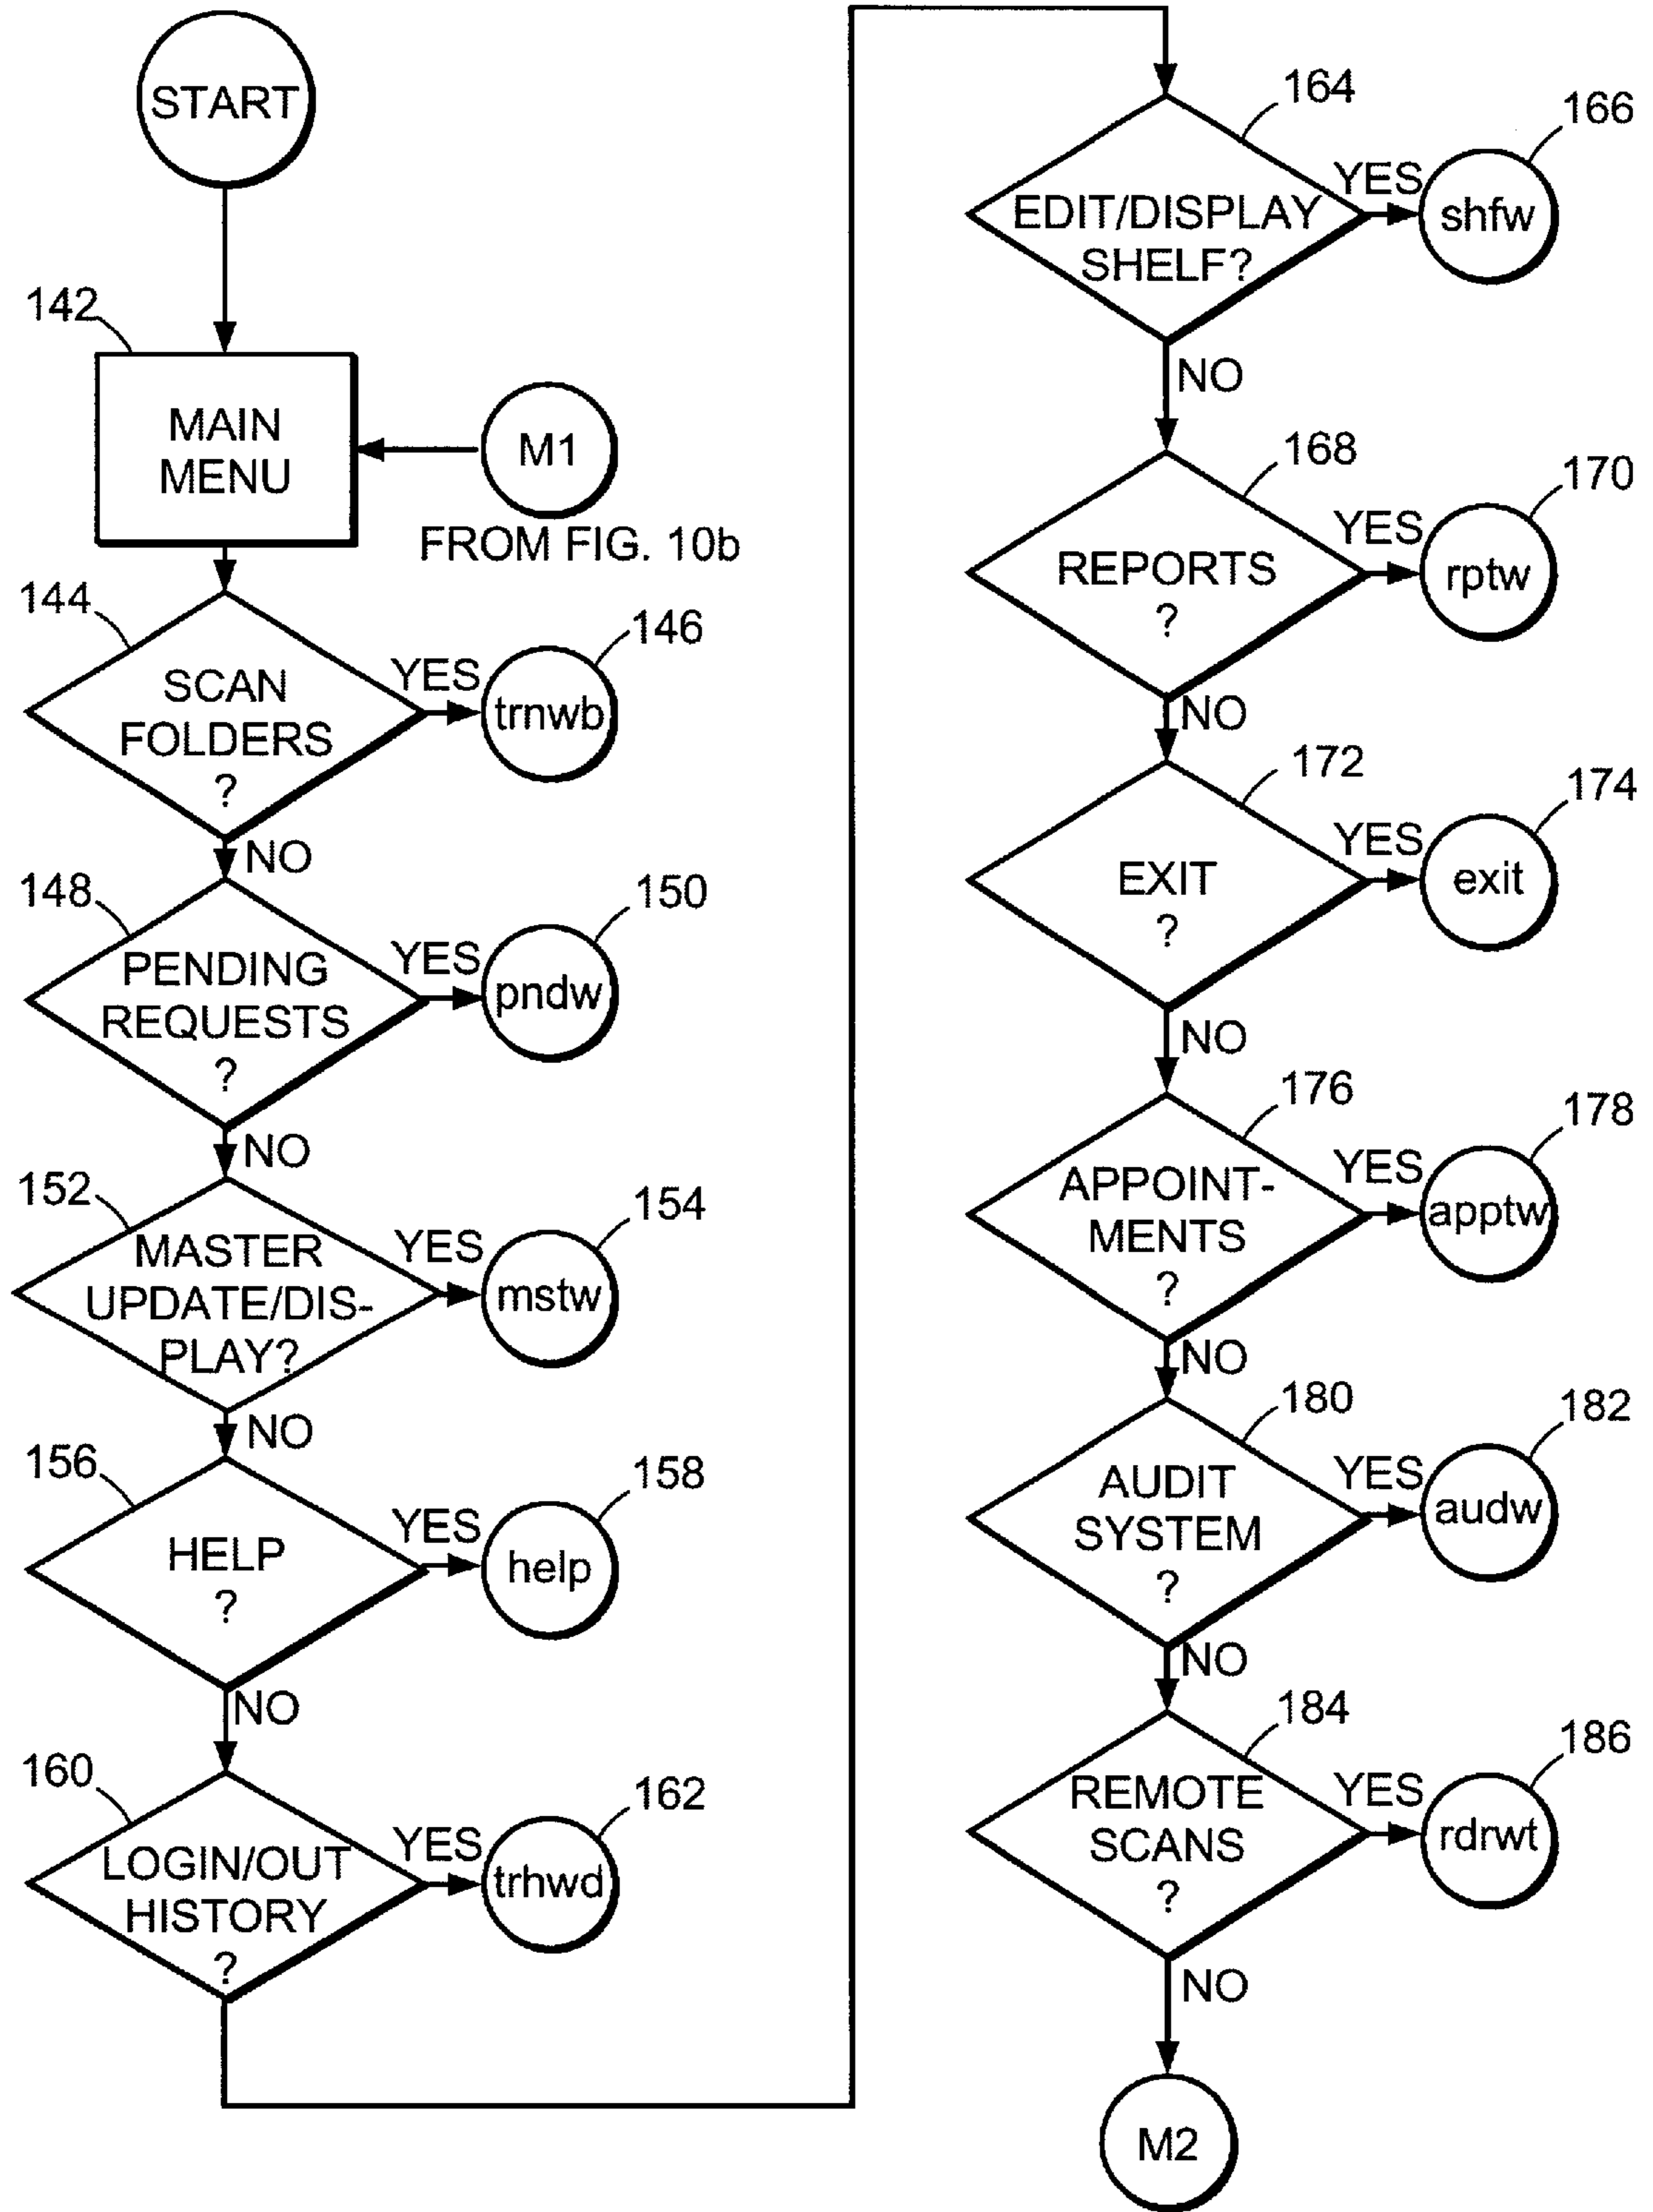 START
142
MAIN
MENU
M1
FROM FIG. 10b
144
SCAN
FOLDERS
?
YES
146
trnwb
NO
148
PENDING
REQUESTS
?
YES
150
pndw
NO
152
MASTER
UPDATE/DIS-
PLAY?
YES
154
mstw
NO
156
HELP
?
YES
158
help
NO
160
LOGIN/OUT
HISTORY
?
YES
162
trhwd
164
EDIT/DISPLAY
SHELF?
YES
166
shfw
NO
168
REPORTS
?
YES
170
rptw
NO
172
EXIT
?
YES
174
exit
NO
176
APPOINT-
MENTS
?
YES
178
apptw
NO
180
AUDIT
SYSTEM
?
YES
182
audw
NO
184
REMOTE
SCANS
?
YES
186
rdrwt
NO
M2